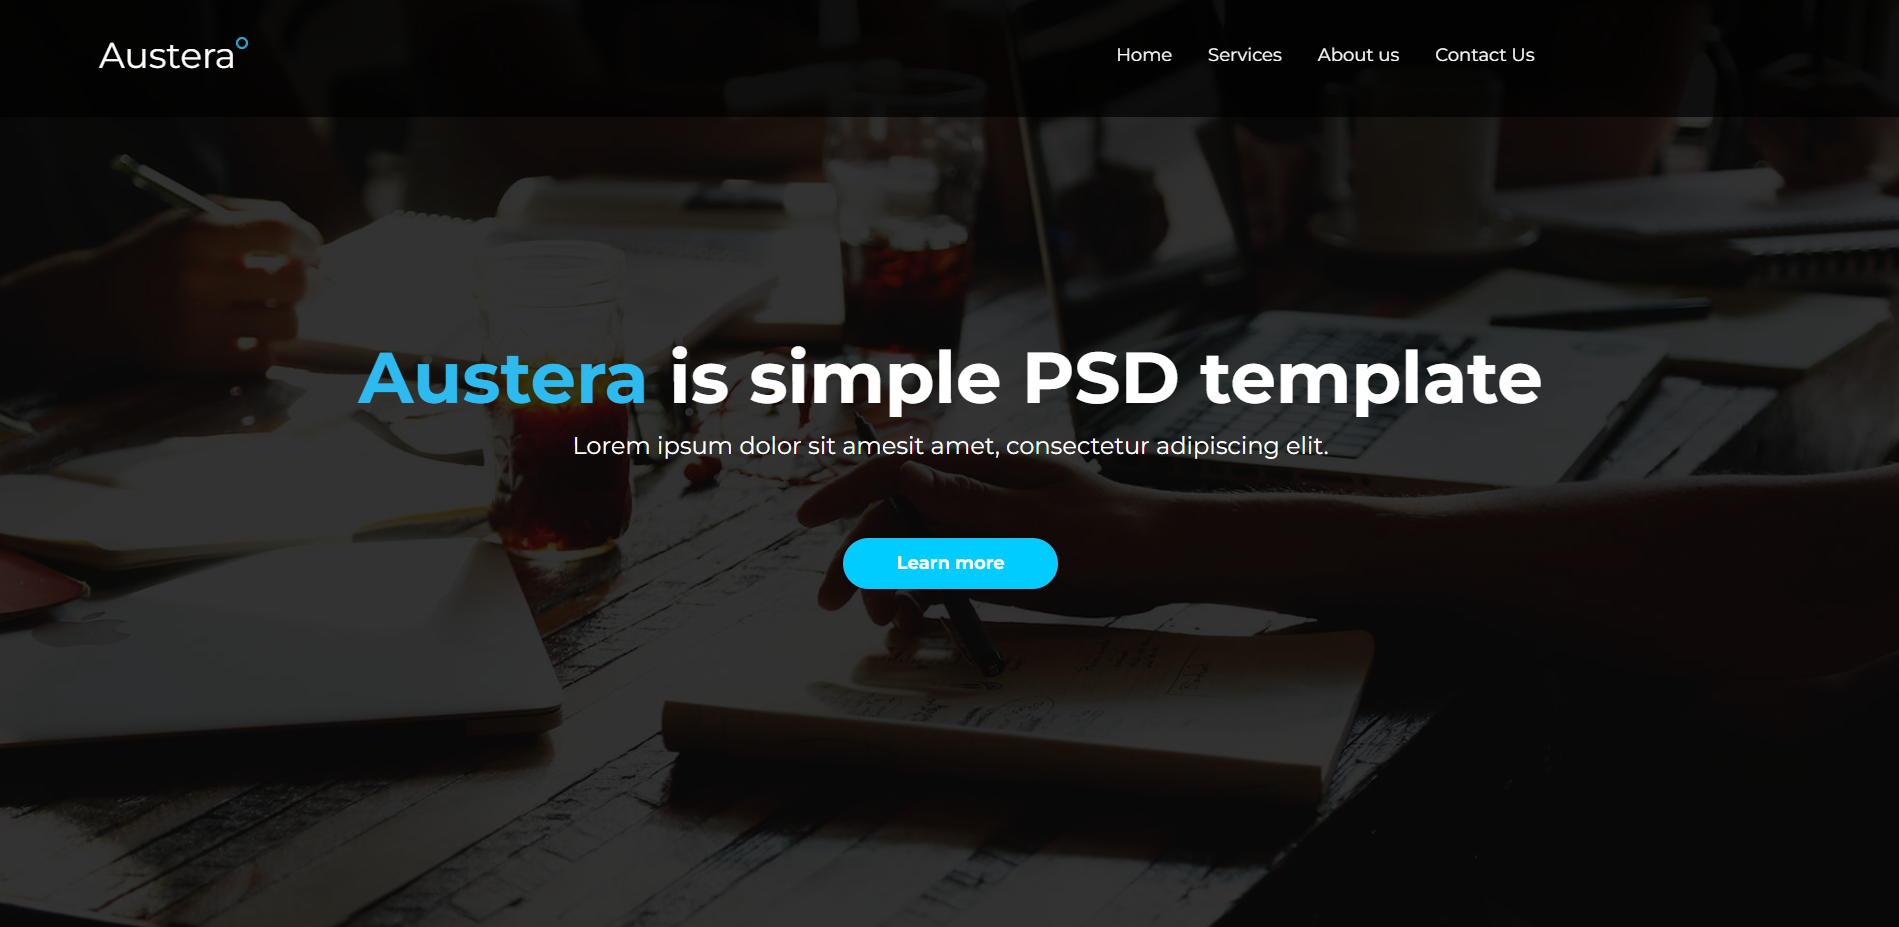 Austera
Home Services About us Contact Us
Austera is simple PSD template
Lorem ipsum dolor sit amesit amet, consectetur adipiscing elit.
Learn more